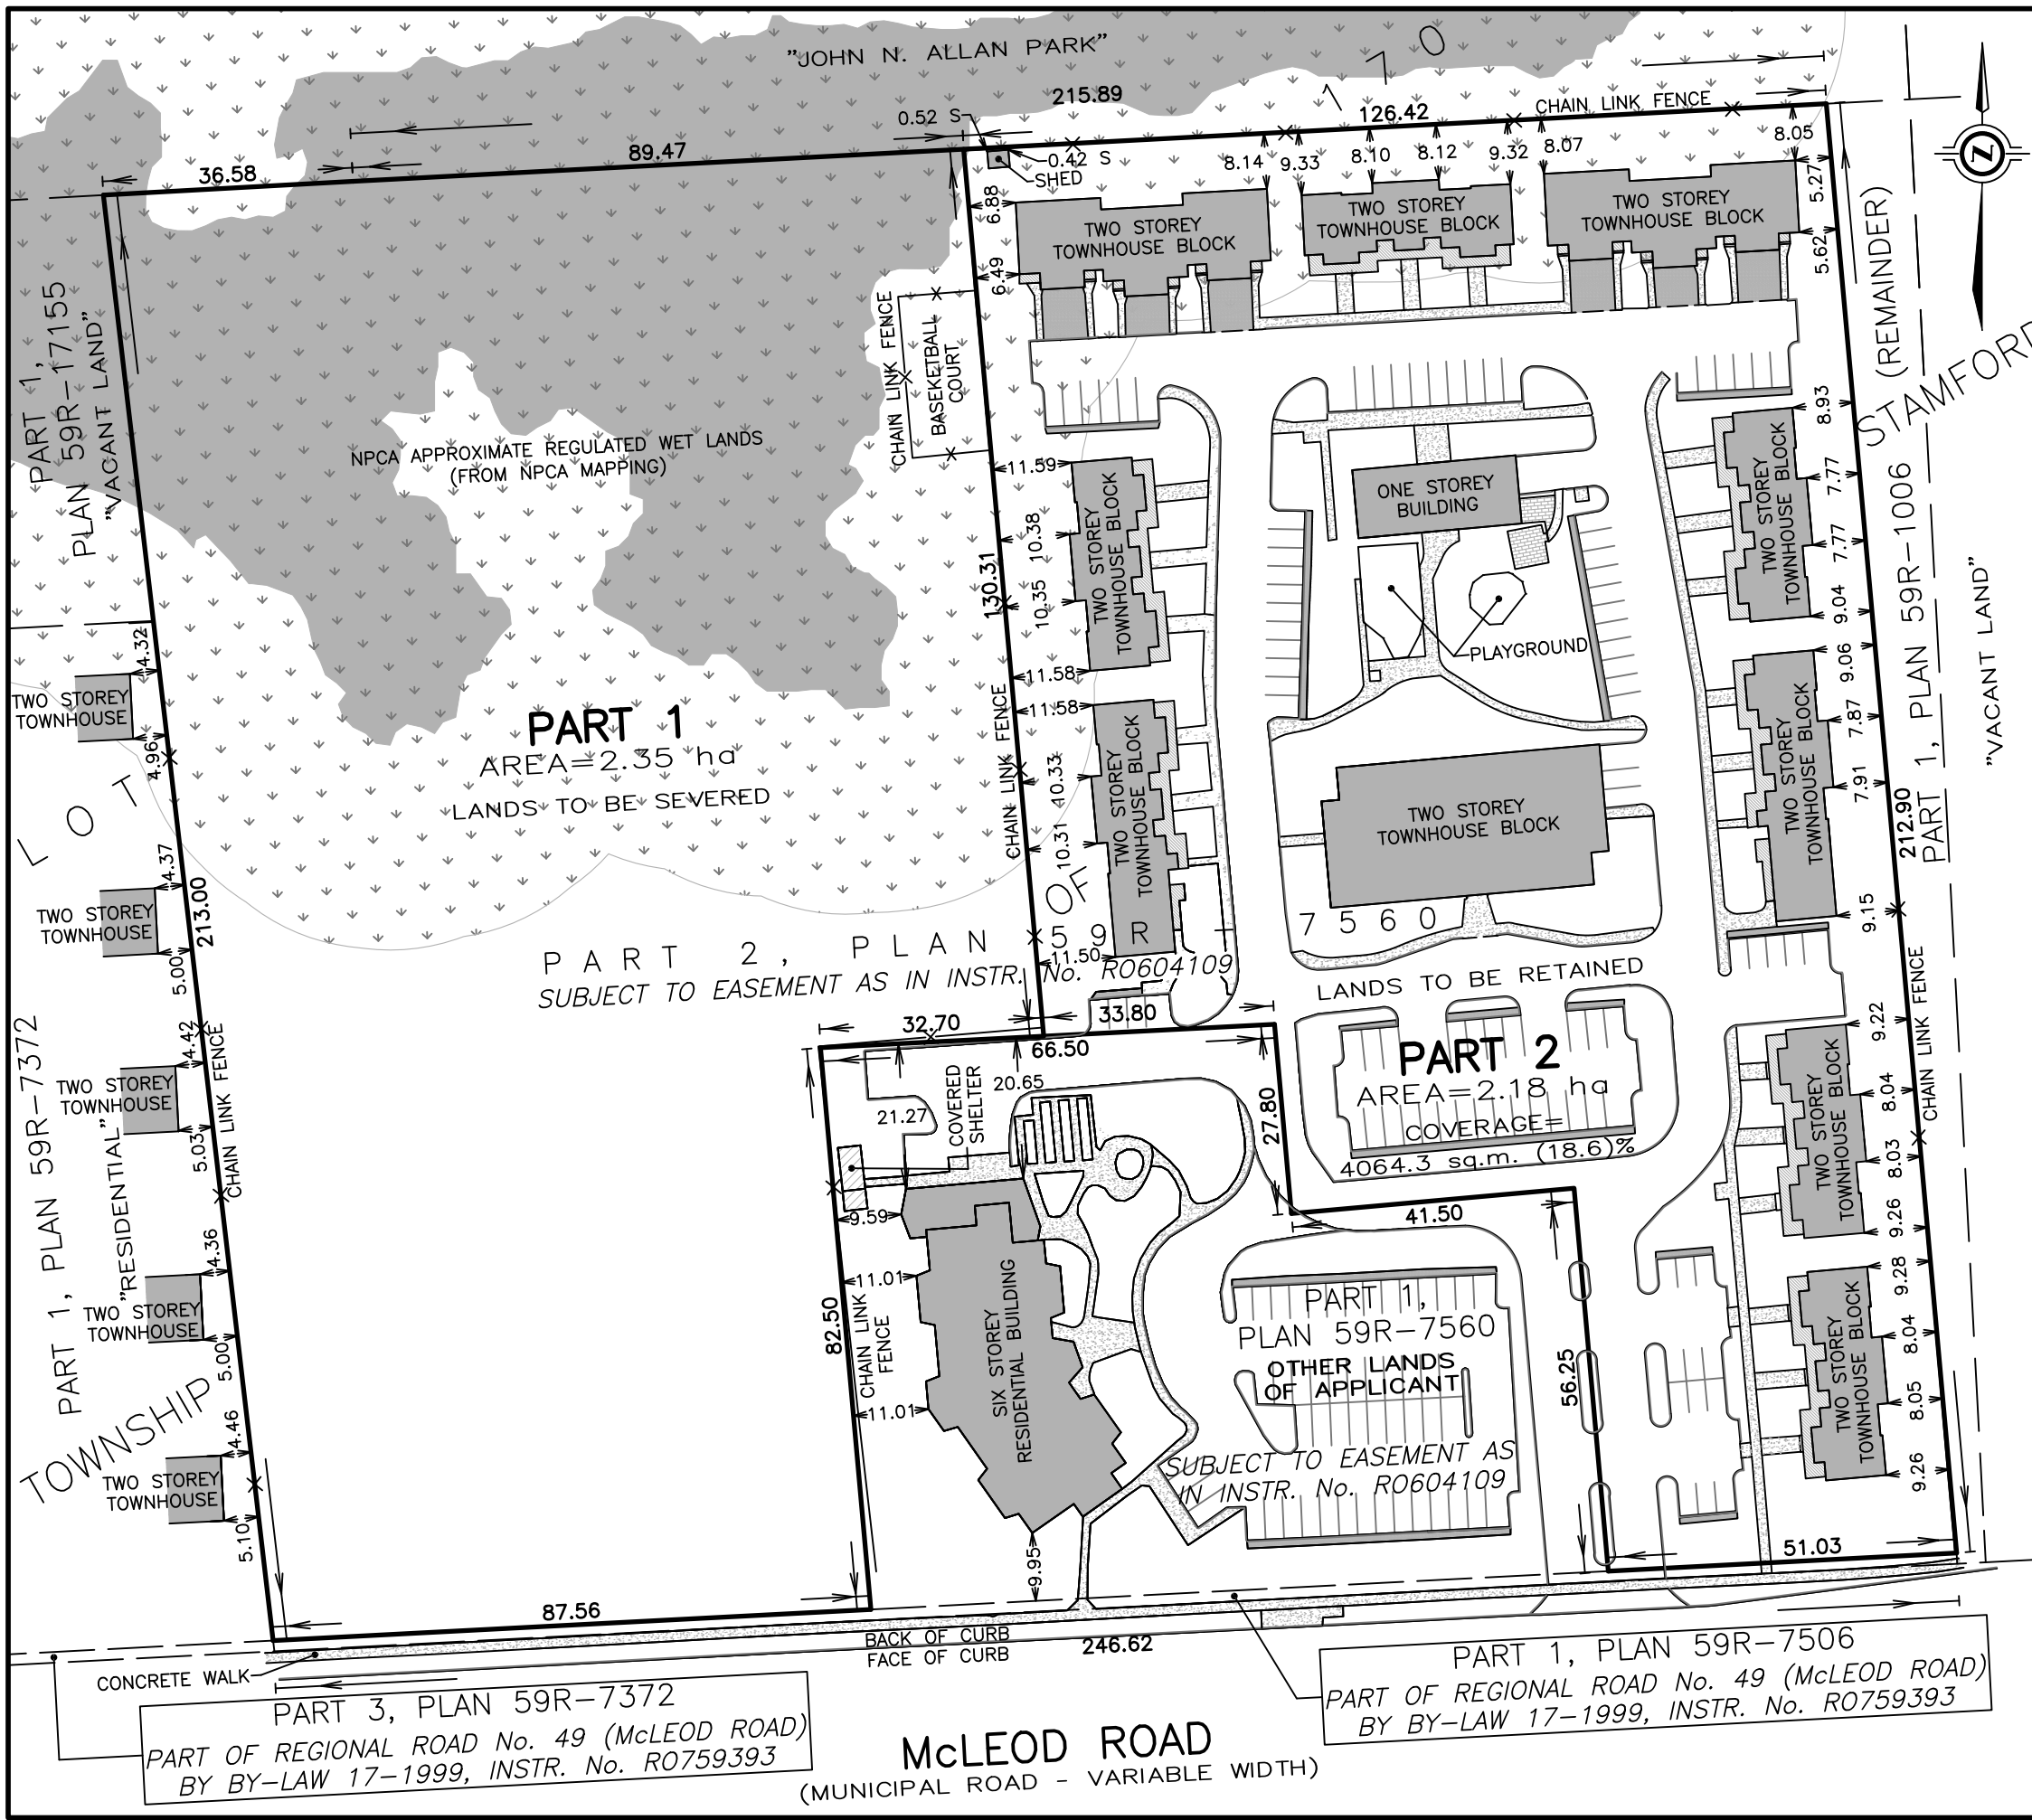 "JOHN N. ALLAN PARK"
170
215.89
126.42
CHAIN LINK FENCE
0.52 S
0.42 S
SHED
36.58
89.47
8.14
9.33
8.10
8.12
9.32
8.07
8.05
5.27
5.62
6.88
6.49
TWO STOREY
TOWNHOUSE BLOCK
TWO STOREY
TOWNHOUSE BLOCK
TWO STOREY
TOWNHOUSE BLOCK
N
PART 1,
PLAN 59R-17155
"VACANT LAND"
NPCA APPROXIMATE REGULATED WET LANDS
(FROM NPCA MAPPING)
CHAIN LINK FENCE
BASEKETBALL
COURT
11.59
10.38
10.35
11.58
130.31
TWO STOREY
TOWNHOUSE BLOCK
ONE STOREY
BUILDING
PLAYGROUND
TWO STOREY
TOWNHOUSE BLOCK
8.93
7.77
7.77
9.04
STAMFORD
PART 1, PLAN 59R-1006 (REMAINDER)
"VACANT LAND"
4.32
TWO STOREY
TOWNHOUSE
4.96
PART 1
AREA=2.35 ha
LANDS TO BE SEVERED
CHAIN LINK FENCE
11.58
10.33
10.31
11.50
TWO STOREY
TOWNHOUSE BLOCK
TWO STOREY
TOWNHOUSE BLOCK
TWO STOREY
TOWNHOUSE BLOCK
9.06
7.87
7.91
9.15
212.90
LOT
4.37
TWO STOREY
TOWNHOUSE
5.00
213.00
OF
PART 2, PLAN 59R 7560
SUBJECT TO EASEMENT AS IN INSTR. No. RO604109
LANDS TO BE RETAINED
PART 2
AREA=2.18 ha
COVERAGE=
4064.3 sq.m. (18.6)%
32.70
33.80
66.50
27.80
41.50
56.25
CHAIN LINK FENCE
9.22
8.04
8.03
9.26
TWO STOREY
TOWNHOUSE BLOCK
4.42
TWO STOREY
TOWNHOUSE
5.03
CHAIN LINK FENCE
PART 1, PLAN 59R-7372
"RESIDENTIAL"
4.36
TWO STOREY
TOWNHOUSE
5.00
21.27
20.65
COVERED
SHELTER
9.59
11.01
11.01
82.50
CHAIN LINK
FENCE
SIX STOREY
RESIDENTIAL BUILDING
9.95
PART 1,
PLAN 59R-7560
OTHER LANDS
OF APPLICANT
SUBJECT TO EASEMENT AS
IN INSTR. No. RO604109
9.28
8.04
8.05
9.26
TWO STOREY
TOWNHOUSE BLOCK
TOWNSHIP
4.46
TWO STOREY
TOWNHOUSE
5.10
87.56
51.03
BACK OF CURB
FACE OF CURB
246.62
CONCRETE WALK
PART 3, PLAN 59R-7372
PART OF REGIONAL ROAD No. 49 (McLEOD ROAD)
BY BY-LAW 17-1999, INSTR. No. RO759393
PART 1, PLAN 59R-7506
PART OF REGIONAL ROAD No. 49 (McLEOD ROAD)
BY BY-LAW 17-1999, INSTR. No. RO759393
McLEOD ROAD
(MUNICIPAL ROAD - VARIABLE WIDTH)